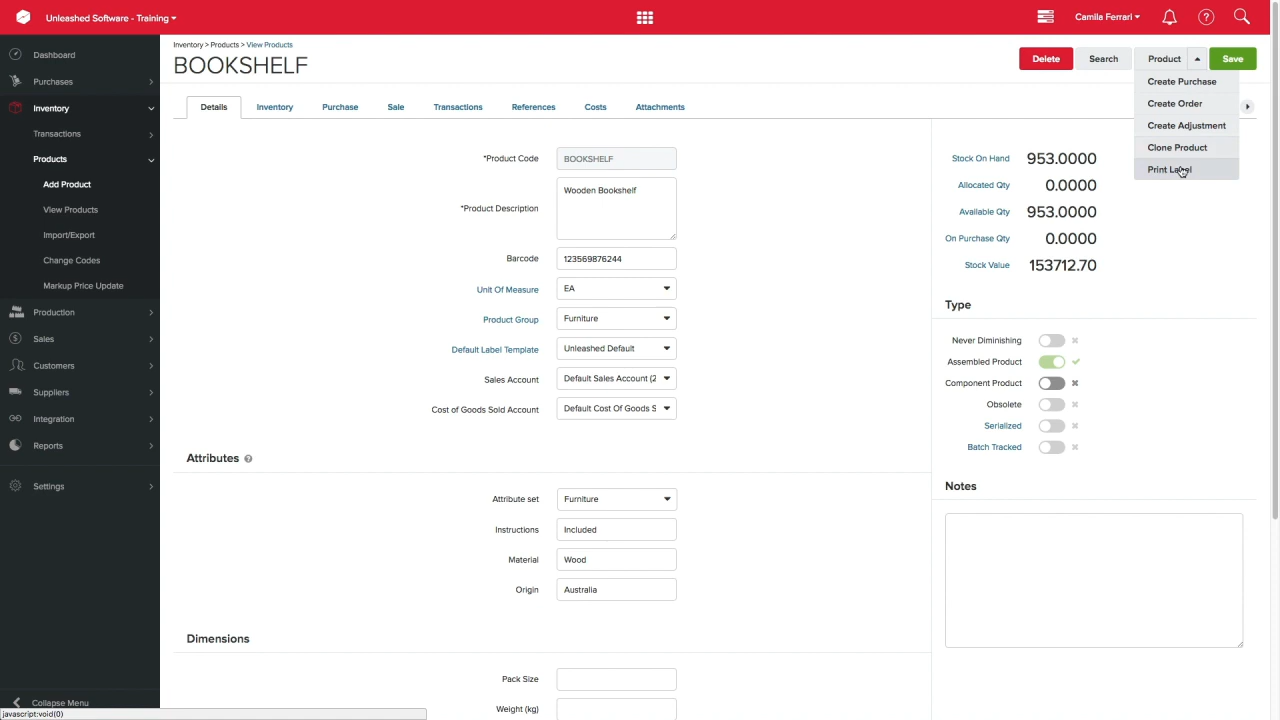 Unleashed Software - Training
Camila Ferrari
Dashboard
Purchases
Inventory
Transactions
Products
Add Product
View Products
Import/Export
Change Codes
Markup Price Update
Production
Sales
Customers
Suppliers
Integration
Reports
Settings
Collapse Menu
javascript:void(0)
Inventory > Products > View Products
BOOKSHELF
Delete
Search
Product
Save
Create Purchase
Create Order
Create Adjustment
Clone Product
Print Label
Details
Inventory
Purchase
Sale
Transactions
References
Costs
Attachments
*Product Code BOOKSHELF
*Product Description Wooden Bookshelf
Barcode 123569876244
Unit Of Measure EA
Product Group Furniture
Default Label Template Unleashed Default
Sales Account Default Sales Account (2
Cost of Goods Sold Account Default Cost Of Goods S
Attributes
Attribute set Furniture
Instructions Included
Material Wood
Origin Australia
Dimensions
Pack Size
Weight (kg)
Stock On Hand 953.0000
Allocated Qty 0.0000
Available Qty 953.0000
On Purchase Qty 0.0000
Stock Value 153712.70
Type
Never Diminishing
Assembled Product
Component Product
Obsolete
Serialized
Batch Tracked
Notes